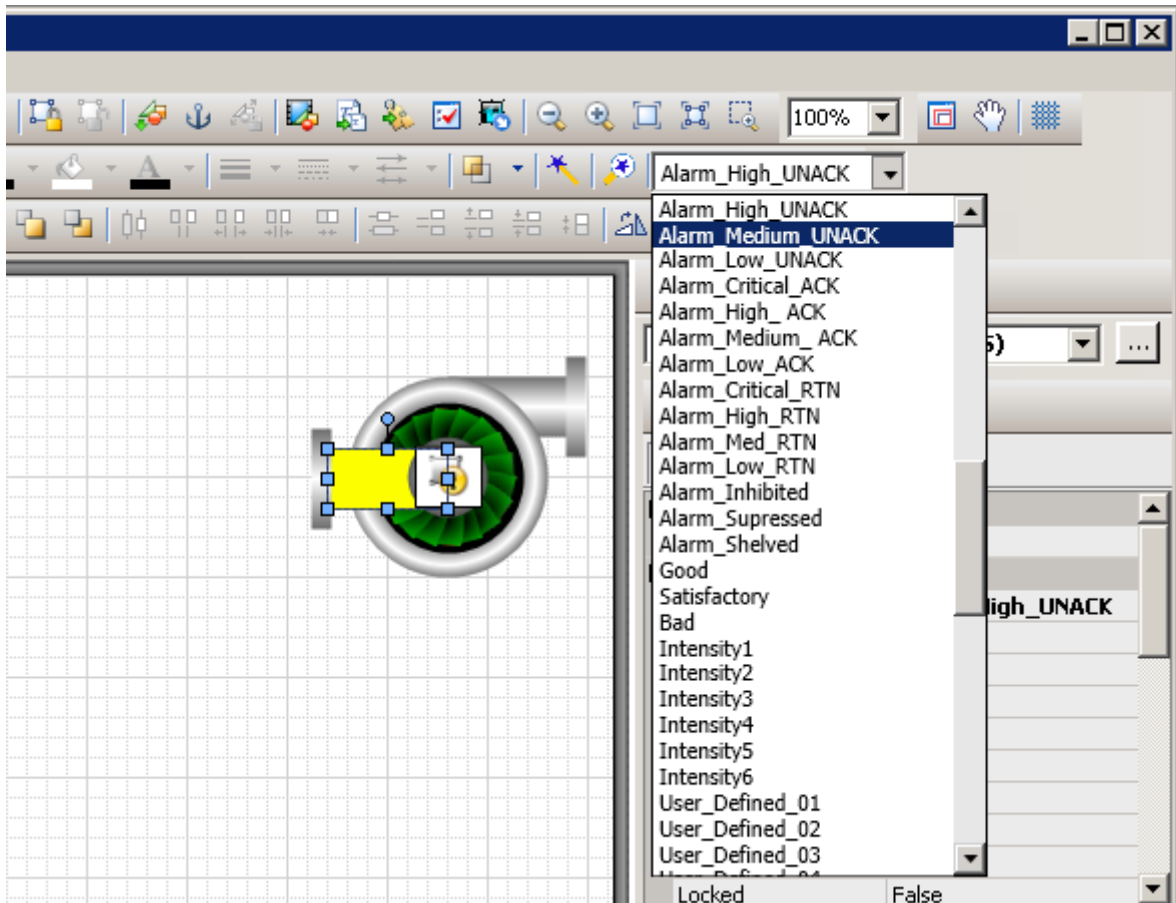 100%
A
Alarm_High_UNACK
Alarm_High_UNACK
Alarm_Medium_UNACK
Alarm_Low_UNACK
Alarm_Critical_ACK
Alarm_High_ ACK
Alarm_Medium_ ACK
Alarm_Low_ACK
Alarm_Critical_RTN
Alarm_High_RTN
Alarm_Med_RTN
Alarm_Low_RTN
Alarm_Inhibited
Alarm_Supressed
Alarm_Shelved
Good
Satisfactory
Bad
Intensity1
Intensity2
Intensity3
Intensity4
Intensity5
Intensity6
User_Defined_01
User_Defined_02
User_Defined_03
...
High_UNACK
Locked False